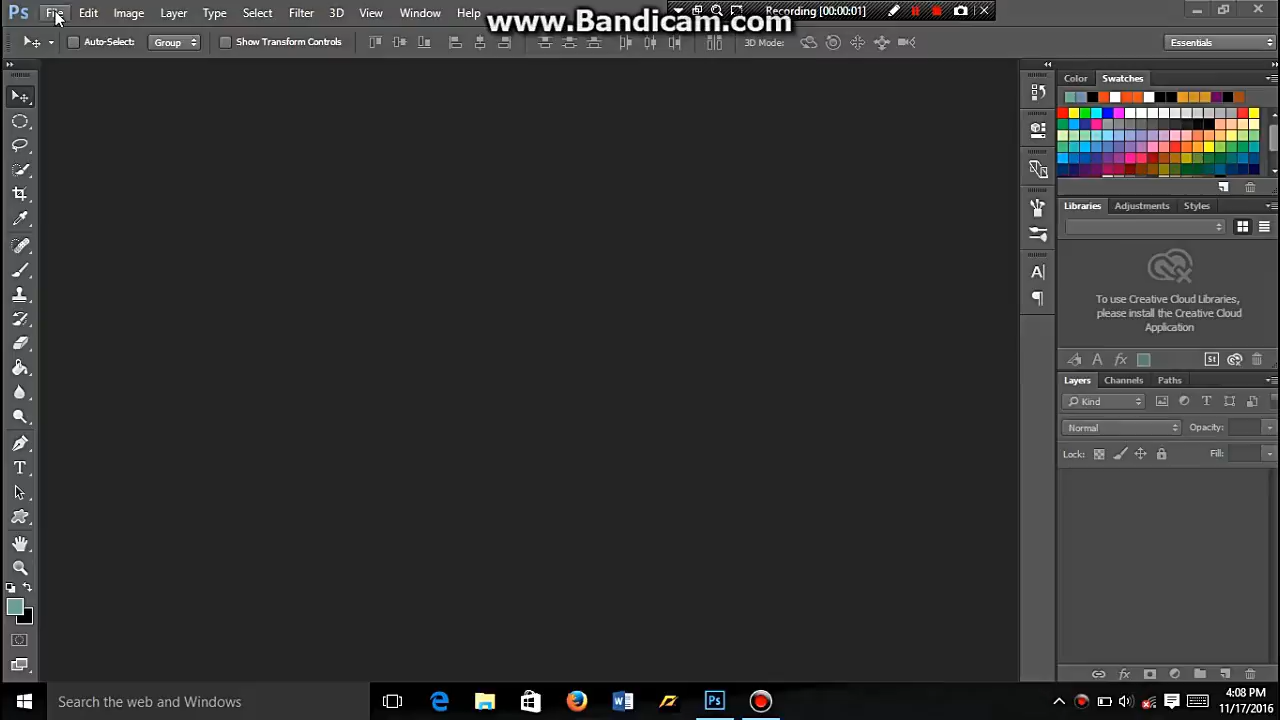 Ps File Edit Image Layer Type Select Filter 3D View Window Help
www.Bandicam.com
Recording [00:00:01]
Auto-Select: Group Show Transform Controls 3D Mode: Essentials
Color Swatches
Libraries Adjustments Styles
To use Creative Cloud Libraries,
please install the Creative Cloud
Application
St
Layers Channels Paths
Kind
Normal Opacity:
Lock: Fill:
Search the web and Windows
Ps
4:08 PM
11/17/2016